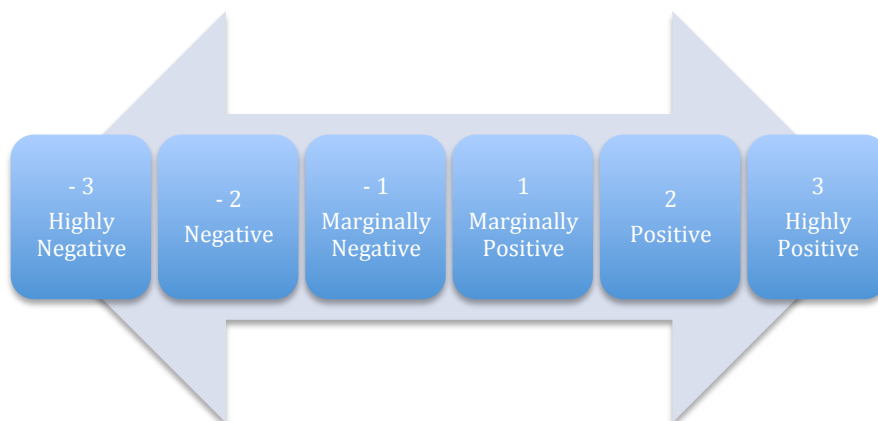 - 3
Highly
Negative
- 2
Negative
- 1
Marginally
Negative
1
Marginally
Positive
2
Positive
3
Highly
Positive